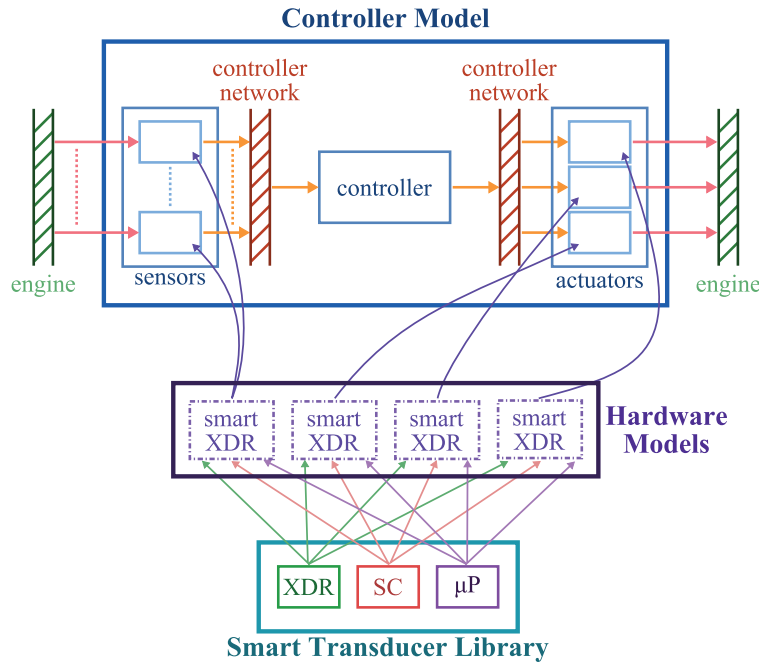 Controller Model
controller
network
controller
network
controller
engine
sensors
actuators
engine
smart
XDR
smart
XDR
smart
XDR
smart
XDR
Hardware
Models
XDR
SC
μP
Smart Transducer Library